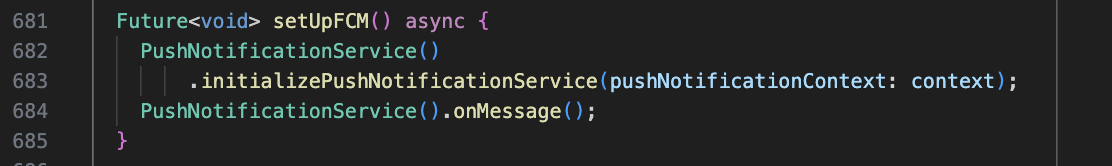 681 Future<void> setUpFCM() async {
682 PushNotificationService()
683 .initializePushNotificationService(pushNotificationContext: context);
684 PushNotificationService().onMessage();
685 }